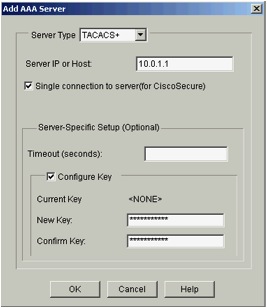 Add AAA Server
Server Type TACACS+
Server IP or Host: 10.0.1.1
Single connection to server(for CiscoSecure)
Server-Specific Setup (Optional)
Timeout (seconds):
Configure Key
Current Key <NONE>
New Key: ***********
Confirm Key: ***********
OK Cancel Help